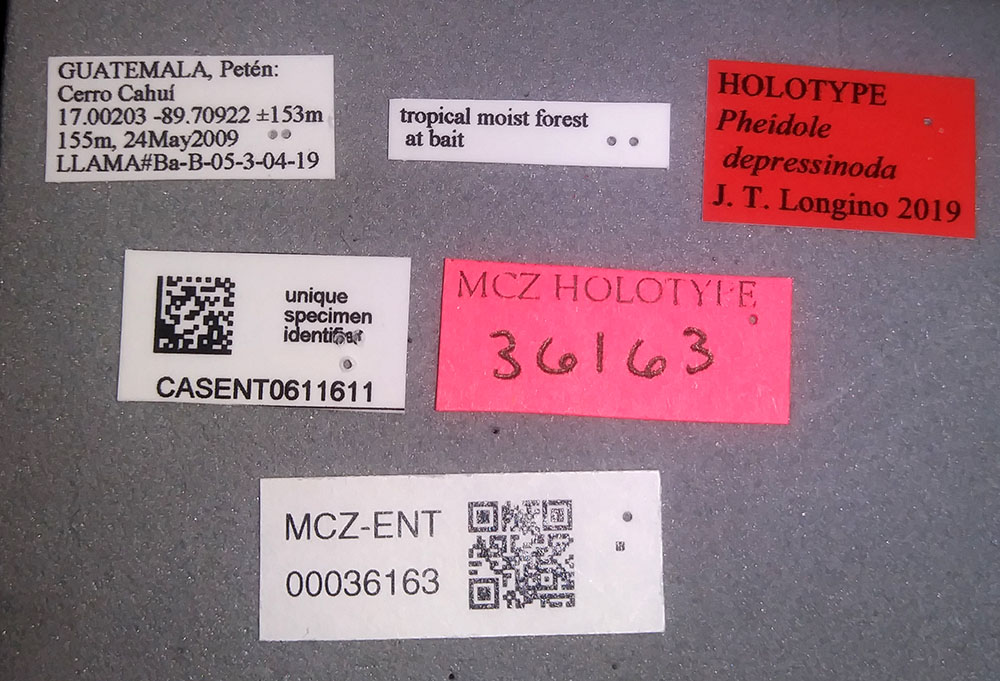 GUATEMALA, Petén:
Cerro Cahuí
17.00203 -89.70922 ±153m
155m, 24May2009
LLAMA#Ba-B-05-3-04-19
tropical moist forest
at bait
HOLOTYPE
Pheidole
depressinoda
J. T. Longino 2019
unique
specimen
identifier
CASENT0611611
MCZ HOLOTYPE
36163
MCZ-ENT
00036163